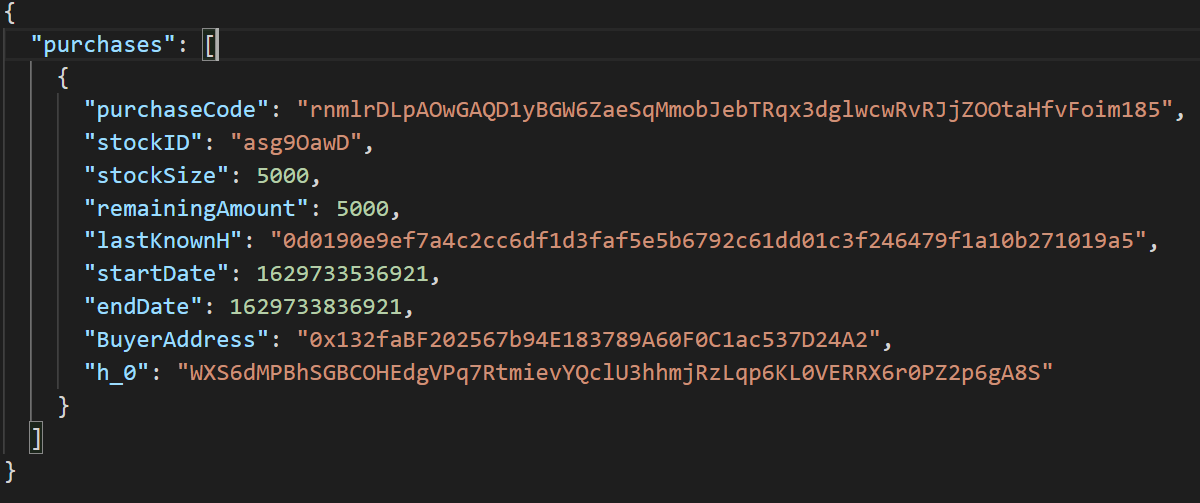 {
"purchases": [
{
"purchaseCode": "rnmlrDLpAOwGAQD1yBGW6ZaeSqMmobJebTRqx3dglwcwRvRJjZOOtaHfvFoim185",
"stockID": "asg9OawD",
"stockSize": 5000,
"remainingAmount": 5000,
"lastKnownH": "0d0190e9ef7a4c2cc6df1d3faf5e5b6792c61dd01c3f246479f1a10b271019a5",
"startDate": 1629733536921,
"endDate": 1629733836921,
"BuyerAddress": "0x132faBF202567b94E183789A60F0C1ac537D24A2",
"h_0": "WXS6dMPBhSGBCOHEdgVPq7RtmievYQclU3hhmjRzLqp6KL0VERRX6r0PZ2p6gA8S"
}
]
}